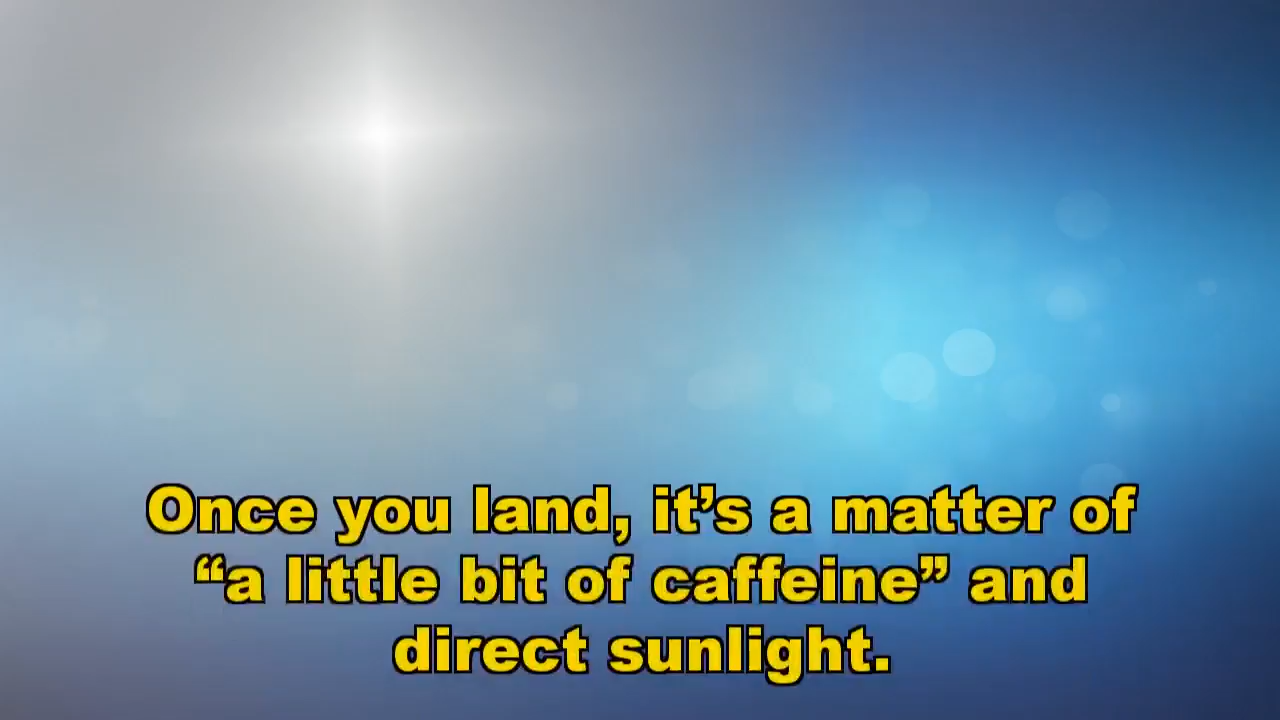 Once you land, it’s a matter of
“a little bit of caffeine” and
direct sunlight.